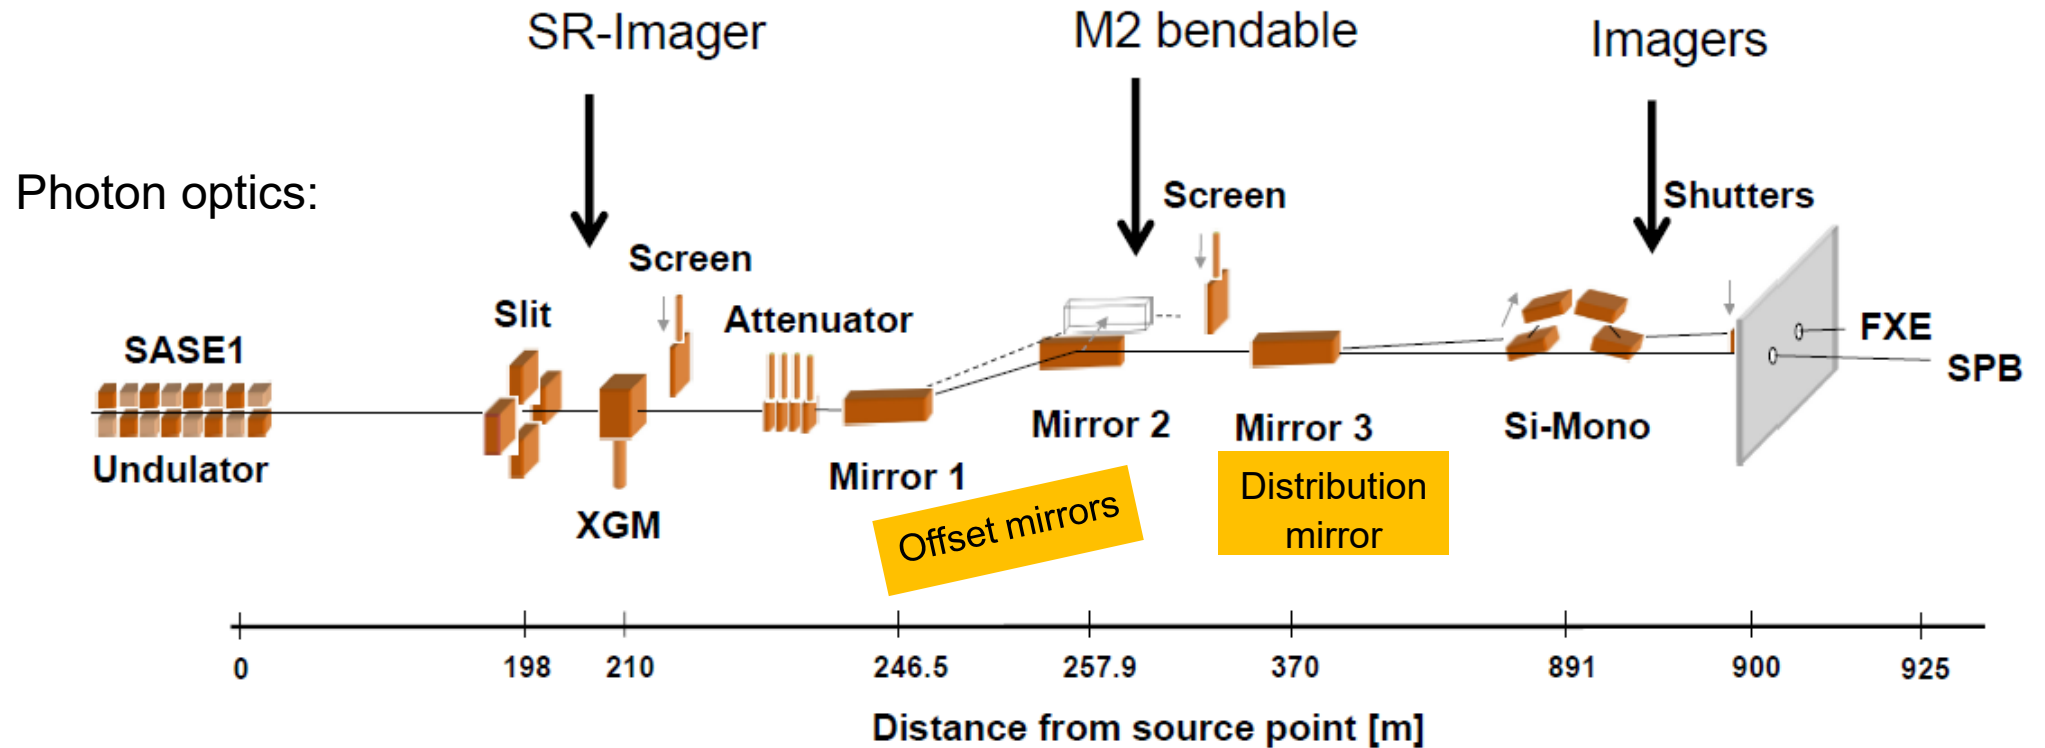 SR-Imager
M2 bendable
Imagers
Photon optics:
Screen
Shutters
Screen
Slit
Attenuator
SASE1
FXE
SPB
Undulator
XGM
Mirror 1
Mirror 2
Mirror 3
Si-Mono
Offset mirrors
Distribution
mirror
0 198 210 246.5 257.9 370 891 900 925
Distance from source point [m]